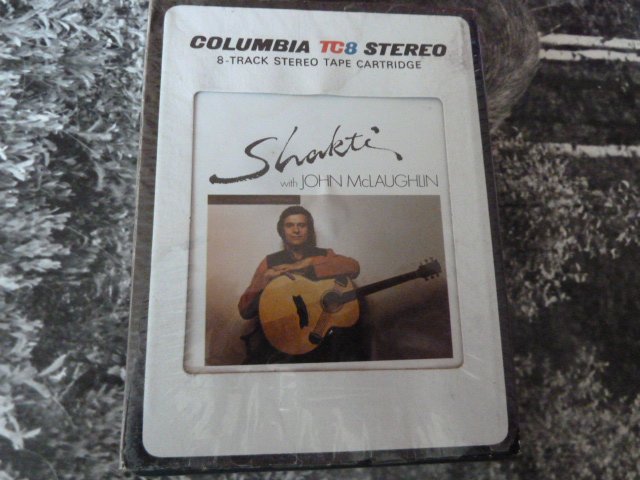 COLUMBIA TC8 STEREO
8-TRACK STEREO TAPE CARTRIDGE
Shakti
with JOHN McLAUGHLIN